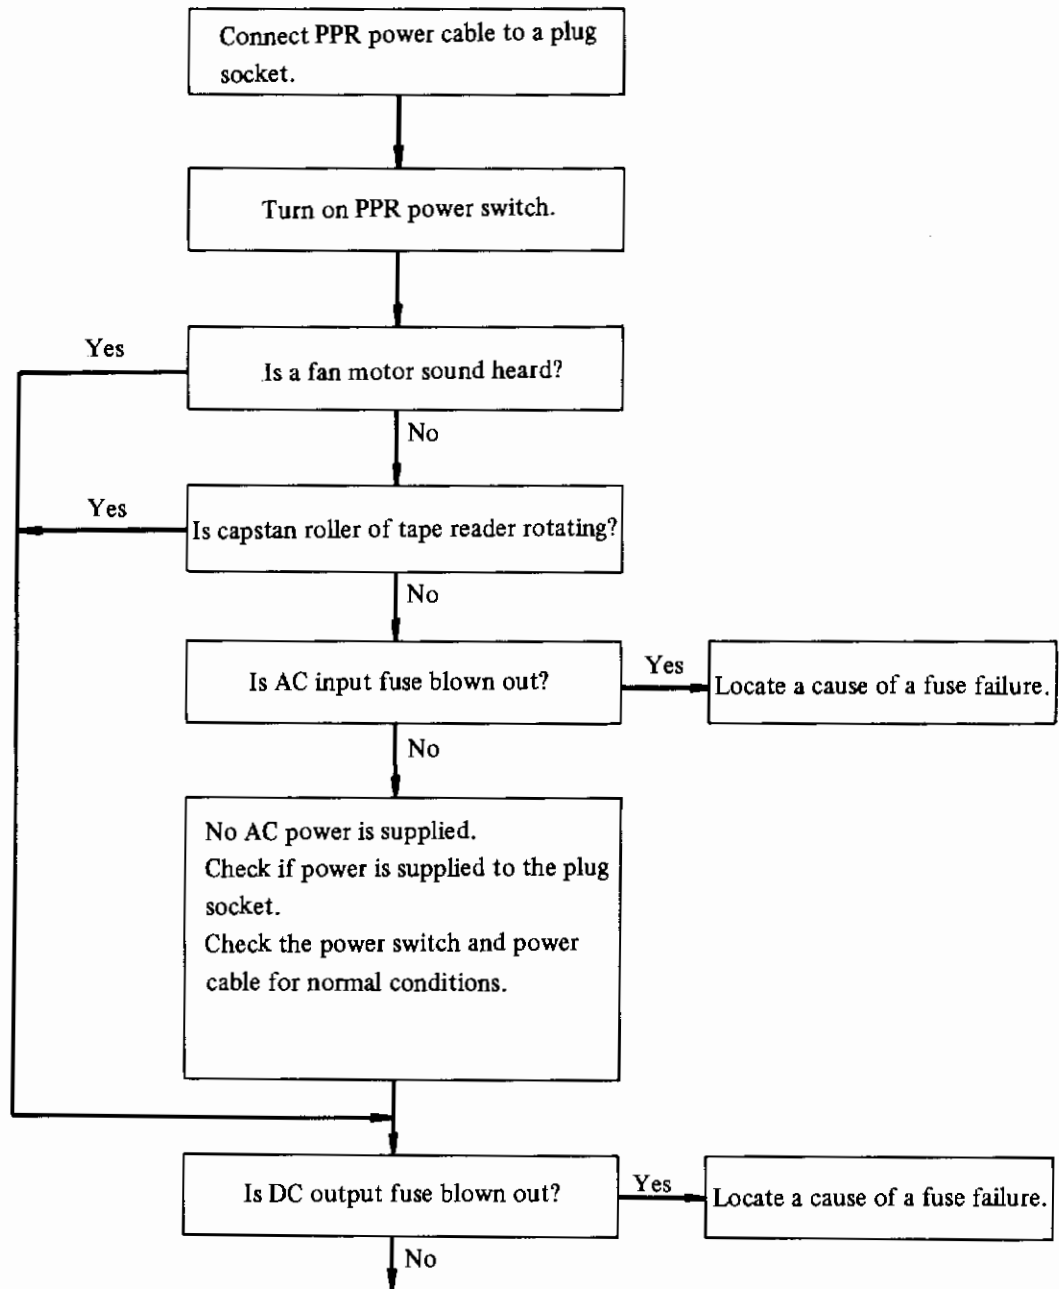 Connect PPR power cable to a plug
socket.
Turn on PPR power switch.
Yes
Is a fan motor sound heard?
No
Yes
Is capstan roller of tape reader rotating?
No
Is AC input fuse blown out?
Yes
Locate a cause of a fuse failure.
No
No AC power is supplied.
Check if power is supplied to the plug
socket.
Check the power switch and power
cable for normal conditions.
Is DC output fuse blown out?
Yes
Locate a cause of a fuse failure.
No